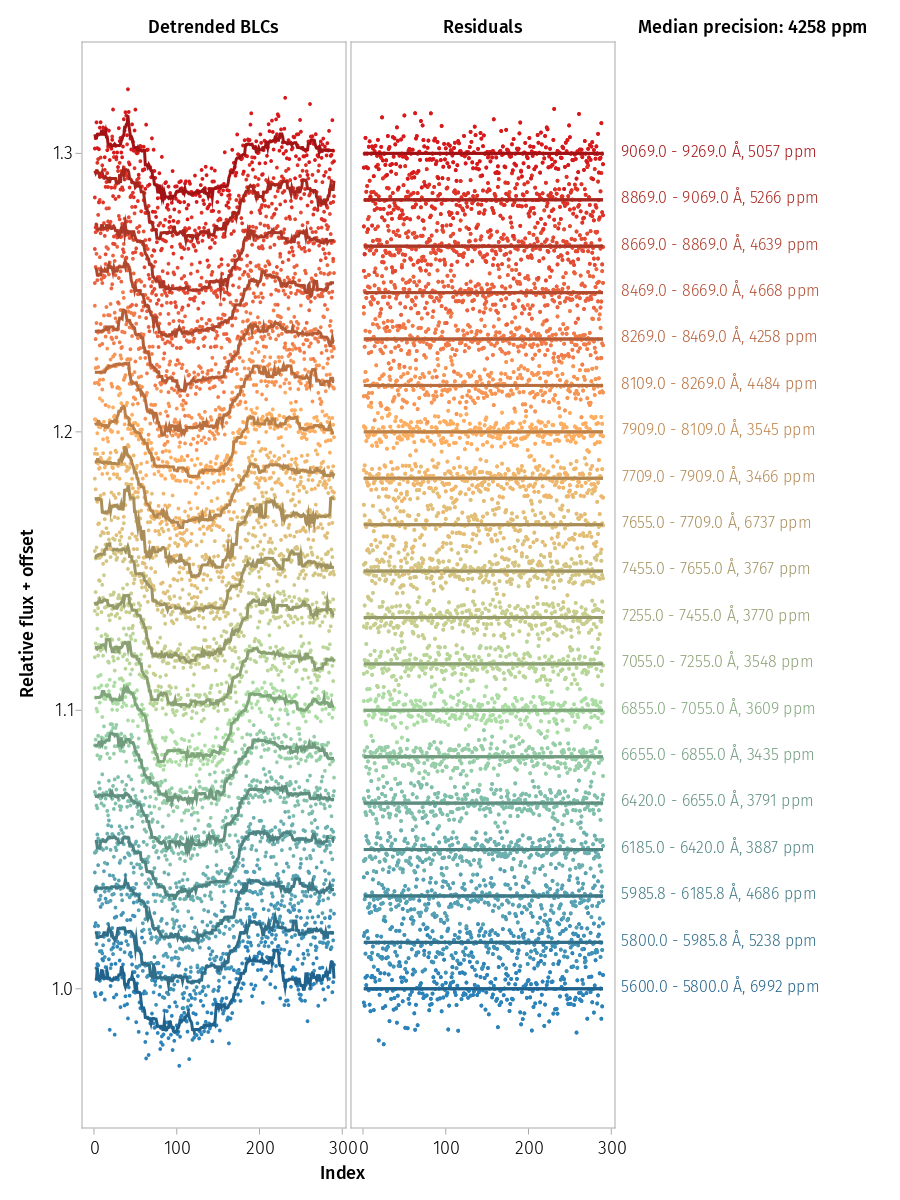 Detrended BLCs
Residuals
Median precision: 4258 ppm
1.3
1.2
1.1
1.0
Relative flux + offset
9069.0 - 9269.0 Å, 5057 ppm
8869.0 - 9069.0 Å, 5266 ppm
8669.0 - 8869.0 Å, 4639 ppm
8469.0 - 8669.0 Å, 4668 ppm
8269.0 - 8469.0 Å, 4258 ppm
8109.0 - 8269.0 Å, 4484 ppm
7909.0 - 8109.0 Å, 3545 ppm
7709.0 - 7909.0 Å, 3466 ppm
7655.0 - 7709.0 Å, 6737 ppm
7455.0 - 7655.0 Å, 3767 ppm
7255.0 - 7455.0 Å, 3770 ppm
7055.0 - 7255.0 Å, 3548 ppm
6855.0 - 7055.0 Å, 3609 ppm
6655.0 - 6855.0 Å, 3435 ppm
6420.0 - 6655.0 Å, 3791 ppm
6185.0 - 6420.0 Å, 3887 ppm
5985.8 - 6185.8 Å, 4686 ppm
5800.0 - 5985.8 Å, 5238 ppm
5600.0 - 5800.0 Å, 6992 ppm
0 100 200 300
0 100 200 300
Index